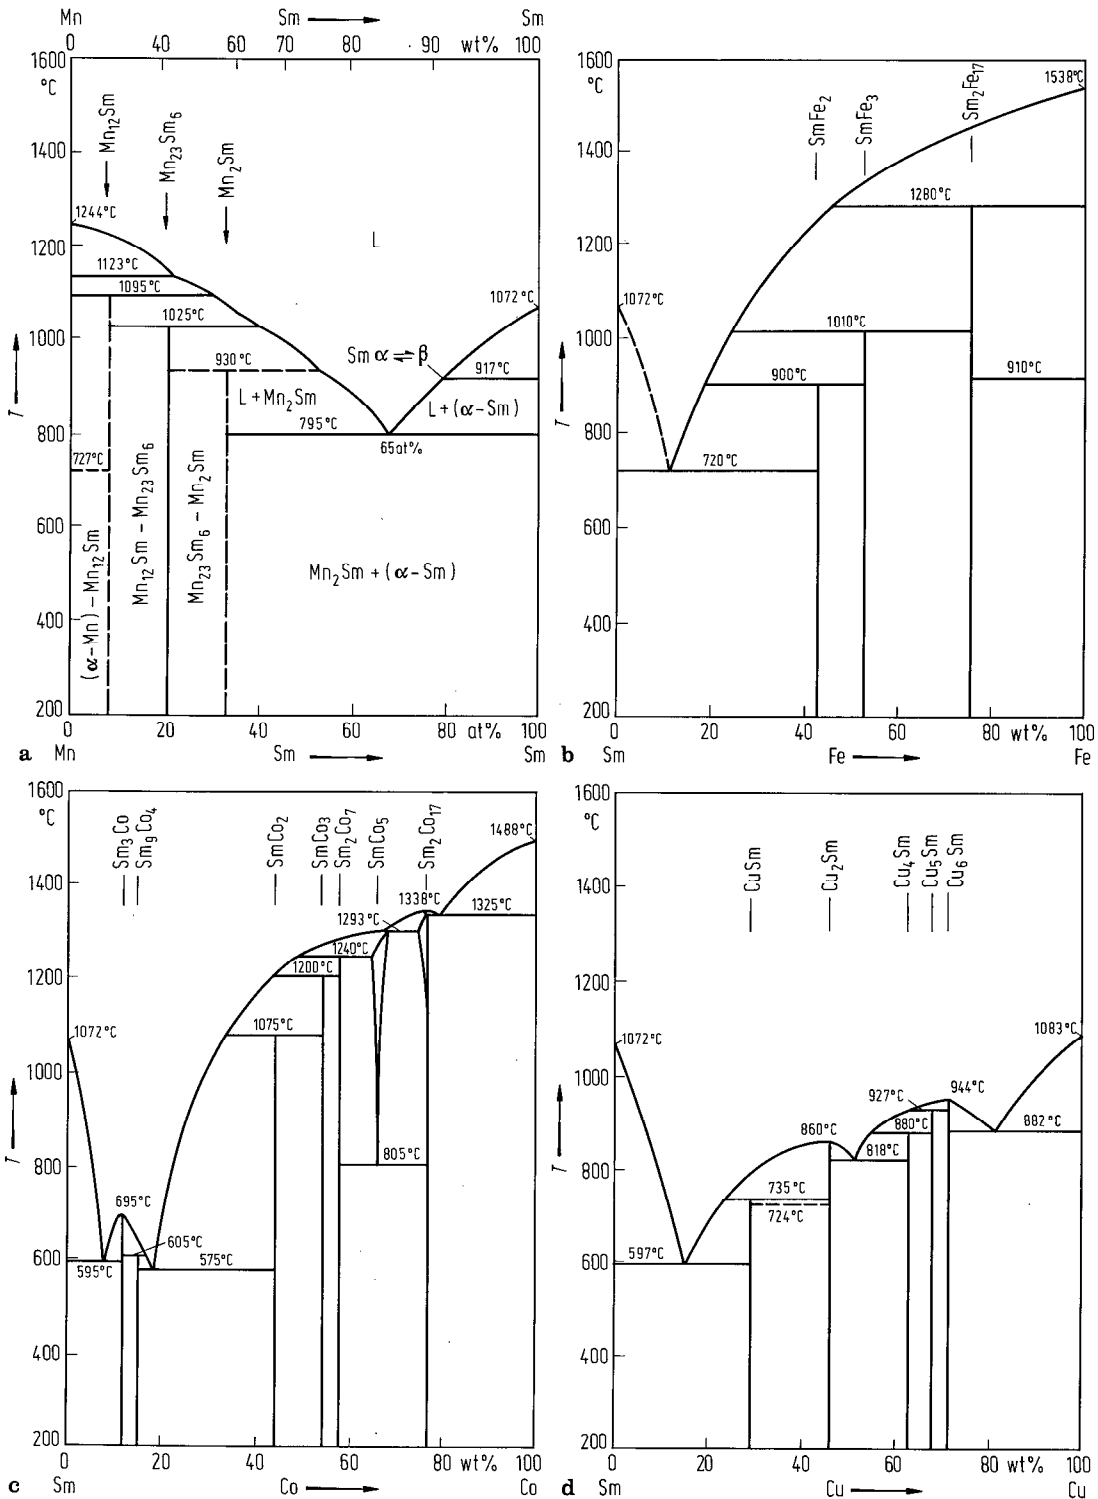 Mn Sm Sm
0 40 60 70 80 90 wt% 100
1600
°C
1400
1200
1000
800
600
400
200
T
Mn12Sm
Mn23Sm6
Mn2Sm
1244°C
L
1123°C
1095°C
1025°C
1072°C
Sm α ⇌ β
930°C
917°C
L + Mn2Sm
L + (α-Sm)
795°C
65at%
727°C
(α-Mn) – Mn12Sm
Mn12Sm – Mn23Sm6
Mn23Sm6 – Mn2Sm
Mn2Sm + (α-Sm)
0 20 40 60 80 at% 100
a Mn Sm Sm
1600
°C
1400
1200
1000
800
600
400
200
T
SmFe2
SmFe3
Sm2Fe17
1538°C
1280°C
1072°C
1010°C
900°C
910°C
720°C
0 20 40 60 80 wt% 100
b Sm Fe Fe
1600
°C
1400
1200
1000
800
600
400
200
T
Sm3Co
Sm9Co4
SmCo2
SmCo3
Sm2Co7
SmCo5
Sm2Co17
1488°C
1338°C
1293°C
1325°C
1240°C
1200°C
1072°C
1075°C
805°C
695°C
605°C
595°C
575°C
0 20 40 60 80 wt% 100
c Sm Co Co
1600
°C
1400
1200
1000
800
600
400
200
T
CuSm
Cu2Sm
Cu4Sm
Cu5Sm
Cu6Sm
1072°C
1083°C
927°C
944°C
860°C
880°C
882°C
818°C
735°C
724°C
597°C
0 20 40 60 80 wt% 100
d Sm Cu Cu